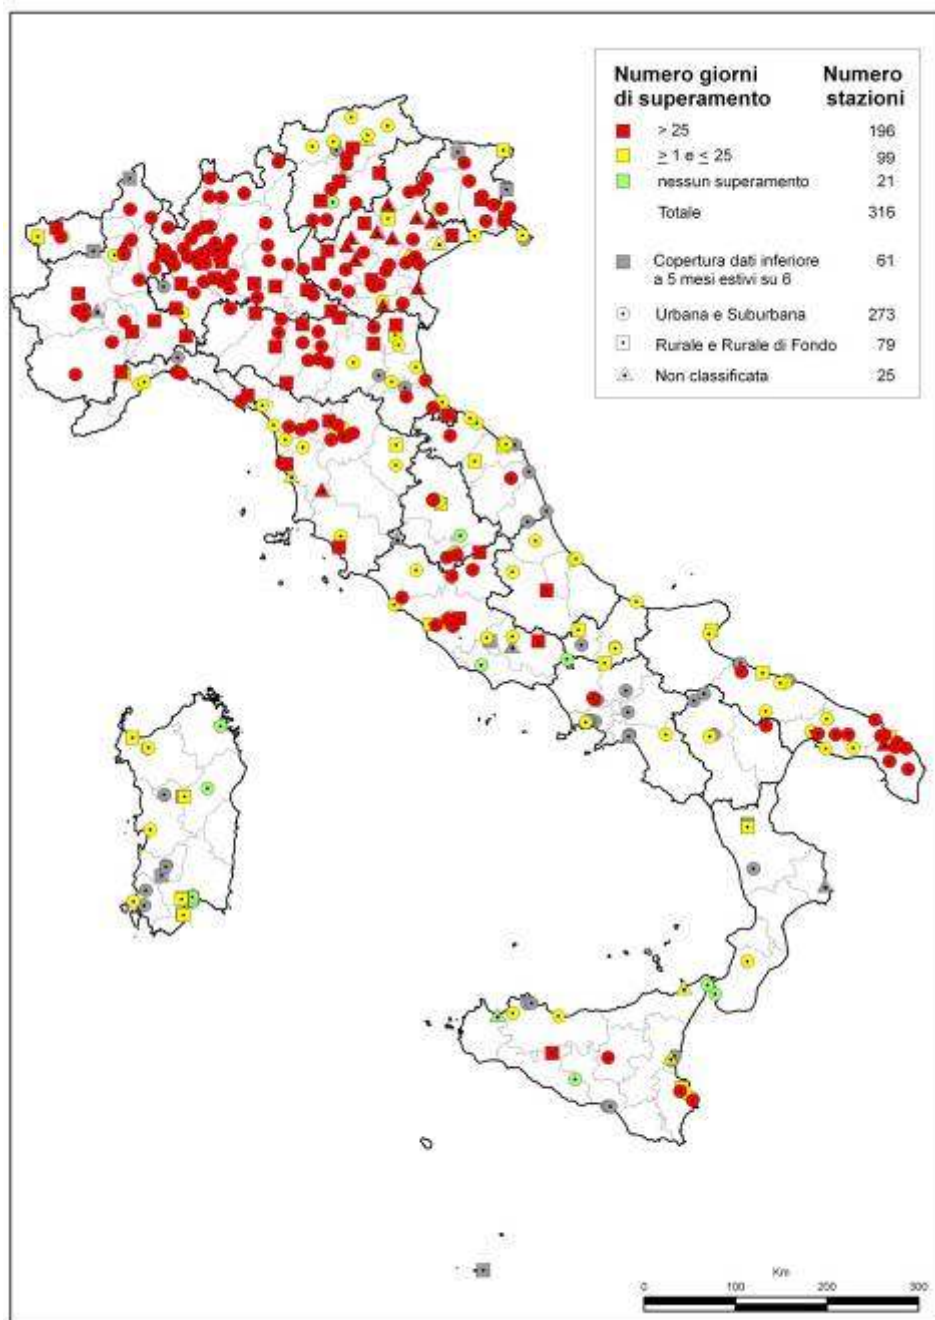 Numero giorni Numero
di superamento stazioni
> 25 196
≥ 1 e ≤ 25 99
nessun superamento 21
Totale 316
Copertura dati inferiore 61
a 5 mesi estivi su 6
Urbana e Suburbana 273
Rurale e Rurale di Fondo 79
Non classificata 25
Km
0 100 200 300